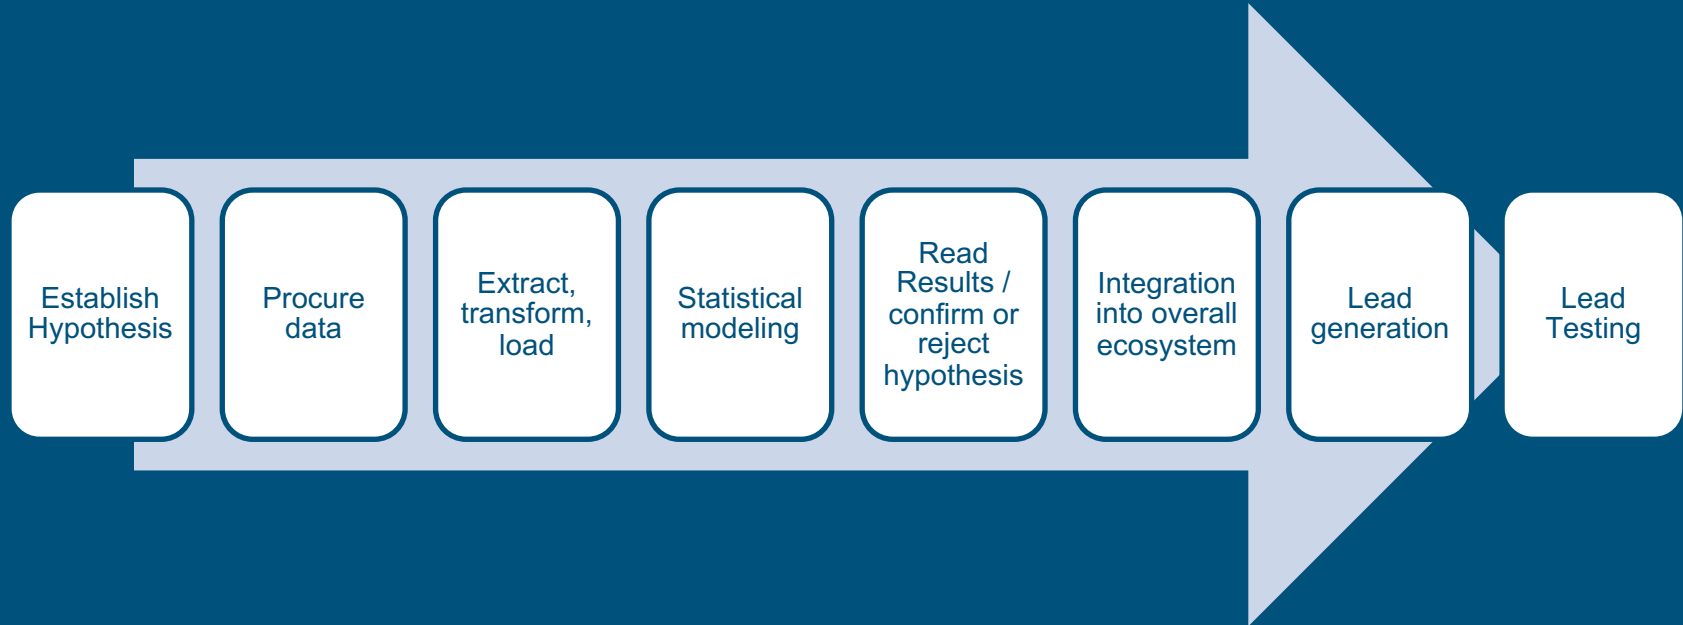 Establish
Hypothesis
Procure
data
Extract,
transform,
load
Statistical
modeling
Read
Results /
confirm or
reject
hypothesis
Integration
into overall
ecosystem
Lead
generation
Lead
Testing